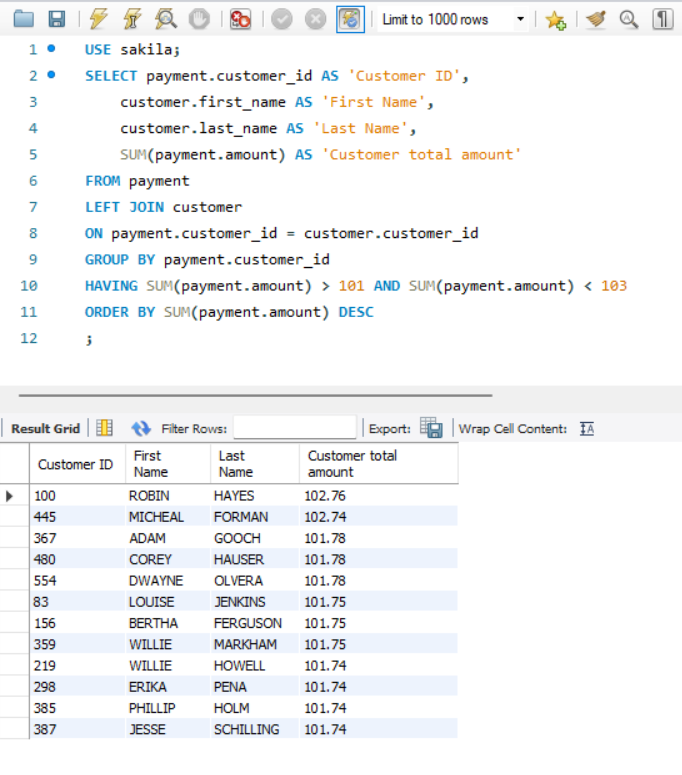 Limit to 1000 rows
1 USE sakila;
2 SELECT payment.customer_id AS 'Customer ID',
3 customer.first_name AS 'First Name',
4 customer.last_name AS 'Last Name',
5 SUM(payment.amount) AS 'Customer total amount'
6 FROM payment
7 LEFT JOIN customer
8 ON payment.customer_id = customer.customer_id
9 GROUP BY payment.customer_id
10 HAVING SUM(payment.amount) > 101 AND SUM(payment.amount) < 103
11 ORDER BY SUM(payment.amount) DESC
12 ;
Result Grid Filter Rows: Export: Wrap Cell Content:
Customer ID First Name Last Name Customer total amount
100 ROBIN HAYES 102.76
445 MICHEAL FORMAN 102.74
367 ADAM GOOCH 101.78
480 COREY HAUSER 101.78
554 DWAYNE OLVERA 101.78
83 LOUISE JENKINS 101.75
156 BERTHA FERGUSON 101.75
359 WILLIE MARKHAM 101.75
219 WILLIE HOWELL 101.74
298 ERIKA PENA 101.74
385 PHILLIP HOLM 101.74
387 JESSE SCHILLING 101.74